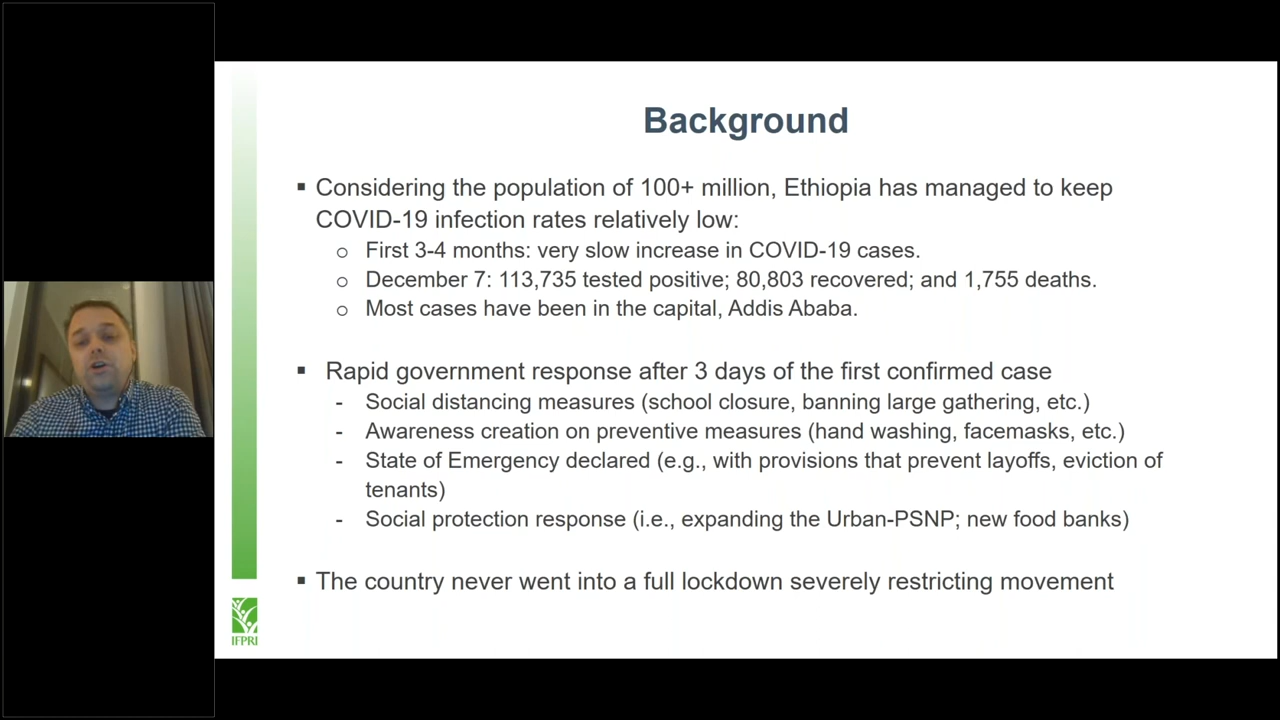 Background
▪ Considering the population of 100+ million, Ethiopia has managed to keep
COVID-19 infection rates relatively low:
o First 3-4 months: very slow increase in COVID-19 cases.
o December 7: 113,735 tested positive; 80,803 recovered; and 1,755 deaths.
o Most cases have been in the capital, Addis Ababa.
▪ Rapid government response after 3 days of the first confirmed case
- Social distancing measures (school closure, banning large gathering, etc.)
- Awareness creation on preventive measures (hand washing, facemasks, etc.)
- State of Emergency declared (e.g., with provisions that prevent layoffs, eviction of
tenants)
- Social protection response (i.e., expanding the Urban-PSNP; new food banks)
▪ The country never went into a full lockdown severely restricting movement
IFPRI